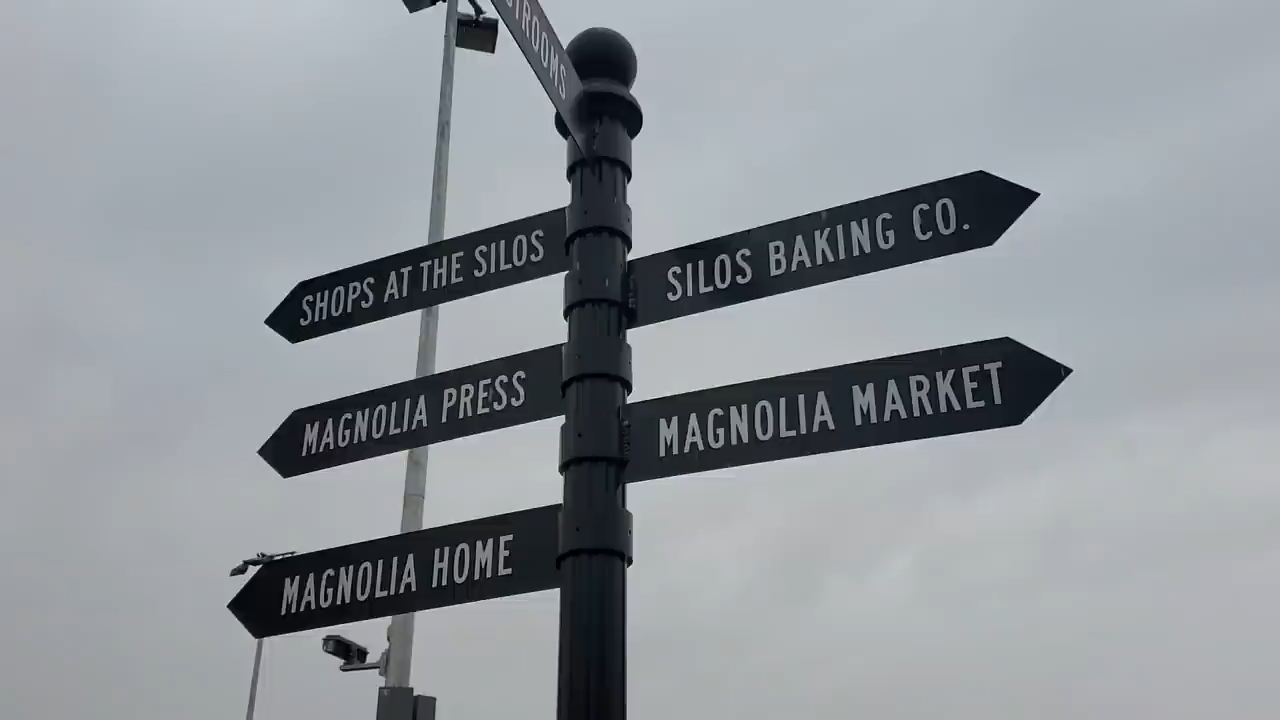 SHOPS AT THE SILOS
SILOS BAKING CO.
MAGNOLIA PRESS
MAGNOLIA MARKET
MAGNOLIA HOME